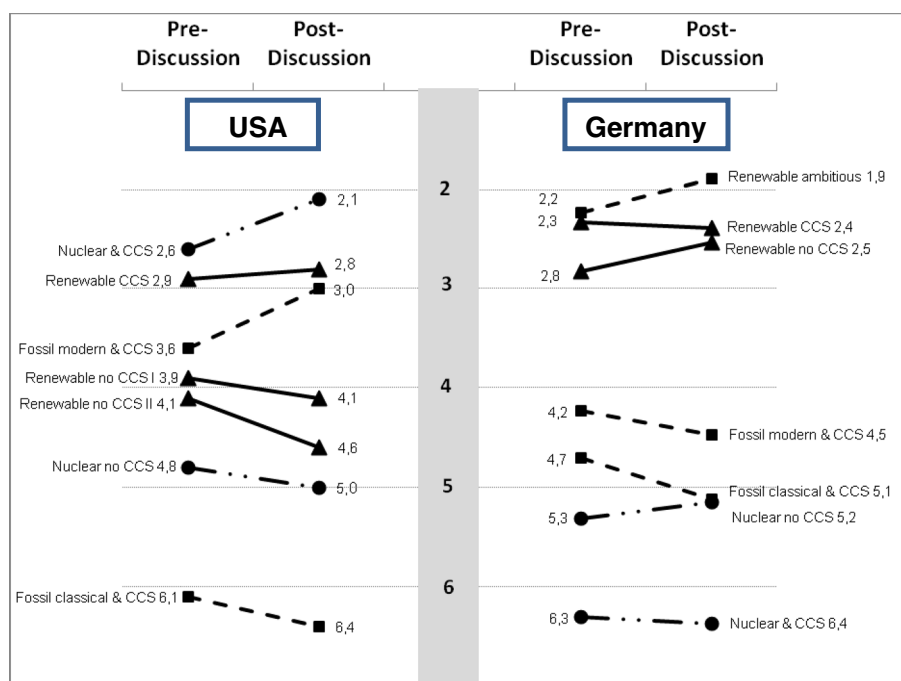 Pre-
Discussion
Post-
Discussion
Pre-
Discussion
Post-
Discussion
USA
Germany
2
3
4
5
6
Nuclear & CCS 2,6
2,1
Renewable CCS 2,9
2,8
3,0
Fossil modern & CCS 3,6
Renewable no CCS I 3,9
4,1
Renewable no CCS II 4,1
4,6
Nuclear no CCS 4,8
5,0
Fossil classical & CCS 6,1
6,4
2,2
Renewable ambitious 1,9
2,3
Renewable CCS 2,4
Renewable no CCS 2,5
2,8
4,2
Fossil modern & CCS 4,5
4,7
Fossil classical & CCS 5,1
5,3
Nuclear no CCS 5,2
6,3
Nuclear & CCS 6,4